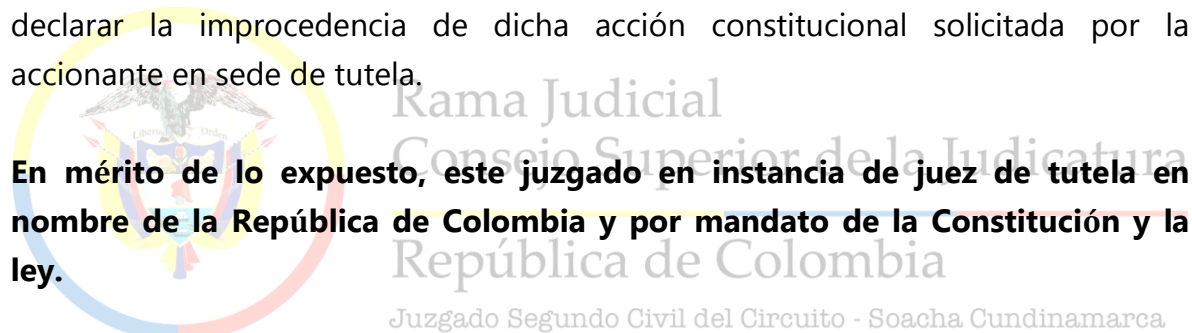 declarar la improcedencia de dicha acción constitucional solicitada por la
accionante en sede de tutela.
Rama Judicial
Consejo Superior de la Judicatura
En mérito de lo expuesto, este juzgado en instancia de juez de tutela en
nombre de la República de Colombia y por mandato de la Constitución y la
ley.
República de Colombia
Juzgado Segundo Civil del Circuito - Soacha Cundinamarca
Libertad y Orden